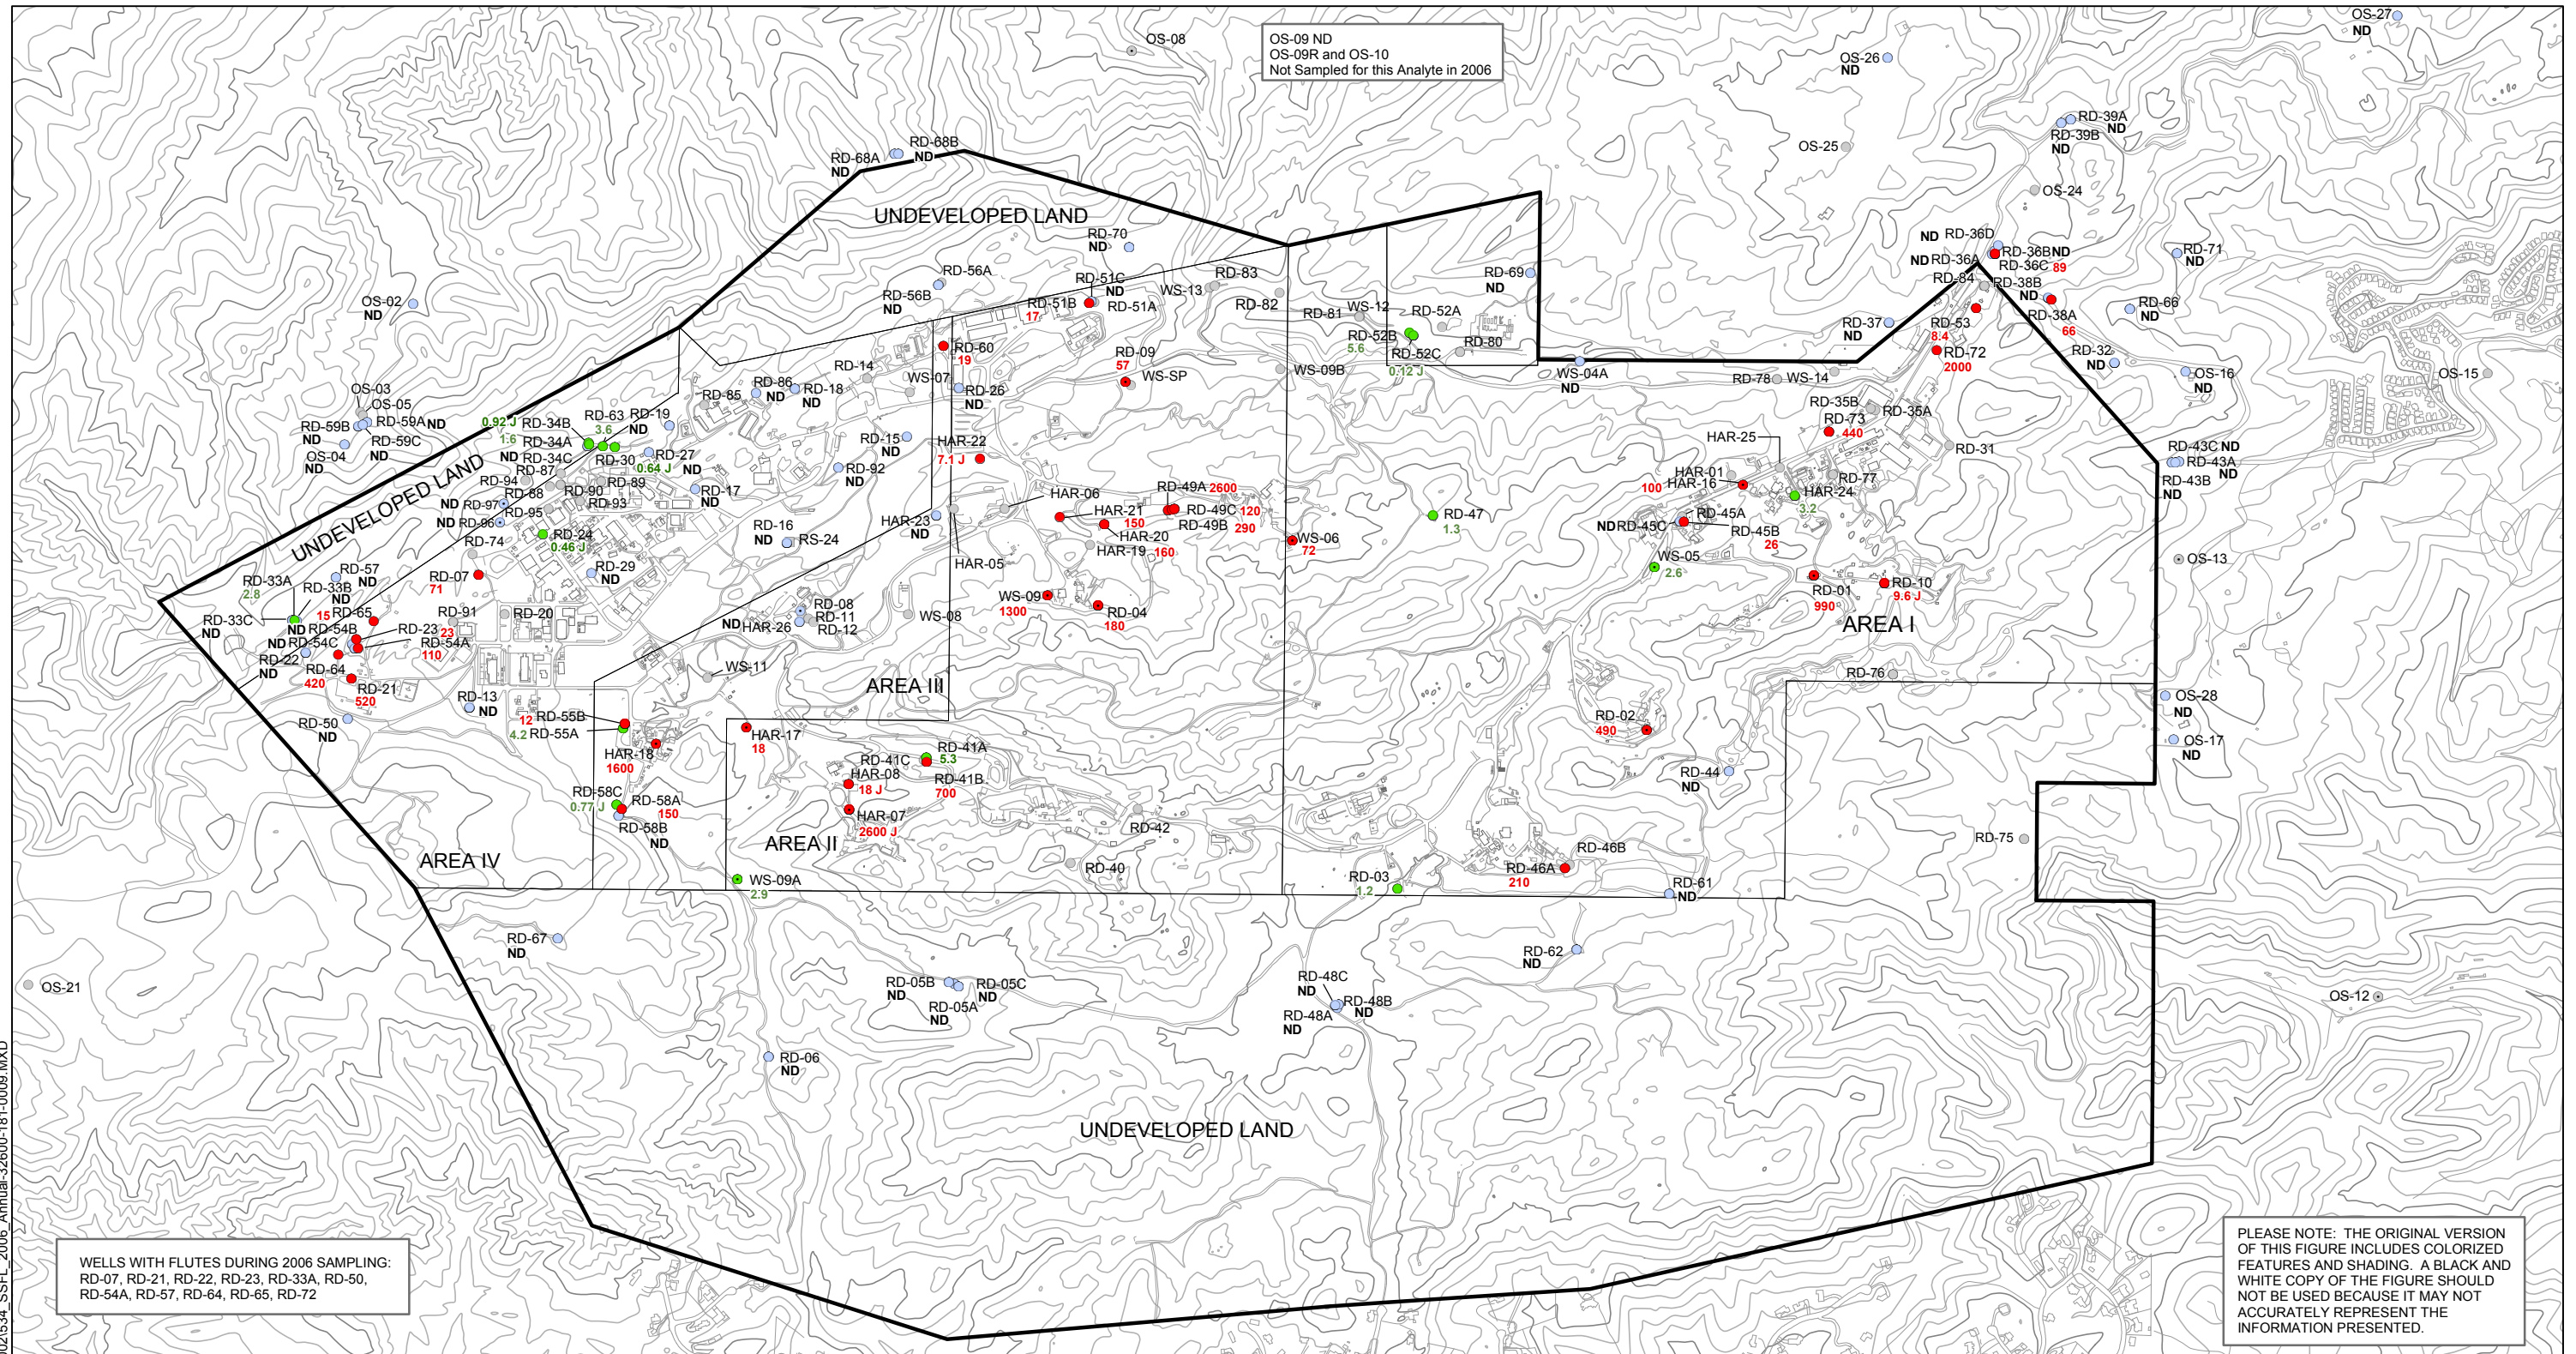 OS-27
ND
OS-08
OS-09 ND
OS-09R and OS-10
Not Sampled for this Analyte in 2006
OS-26
ND
RD-39A
ND
RD-39B
ND
OS-25
RD-68B
ND
RD-68A
ND
OS-24
UNDEVELOPED LAND
RD-70
ND
ND RD-36D
RD-36B ND
ND RD-36A
RD-36C 89
RD-71
ND
RD-56A
RD-56B
ND
RD-51C
ND
RD-51B
17
RD-51A
WS-13
RD-83
RD-82
RD-69
ND
RD-84
RD-38B
ND
RD-38A
66
RD-66
ND
OS-02
ND
RD-81
WS-12
RD-52A
RD-52B
5.6
RD-52C
0.12 J
RD-80
RD-37
ND
RD-53
8.4
RD-72
2000
RD-60
19
RD-09
57
WS-SP
WS-09B
WS-04A
ND
RD-78
WS-14
RD-32
ND
OS-16
ND
OS-15
RD-14
WS-07
RD-26
ND
RD-86
ND
RD-18
ND
RD-85
OS-03
OS-05
RD-59A ND
RD-59B
ND
RD-59C
ND
OS-04
ND
0.92 J RD-34B
1.6 RD-34A
ND RD-34C
RD-63
3.6
RD-19
ND
RD-30
0.64 J
RD-27
ND
RD-15
ND
HAR-22
7.1 J
RD-35B
RD-35A
RD-73
440
RD-31
HAR-25
RD-43C ND
RD-43A
ND
RD-43B
ND
RD-87
RD-94
RD-88
RD-90
RD-89
RD-93
ND RD-97
RD-95
ND RD-96
RD-17
ND
RD-92
ND
HAR-01
HAR-16
100
RD-77
HAR-24
3.2
HAR-06
RD-49A 2600
RD-49C 120
RD-49B 290
HAR-21
150
HAR-20
160
HAR-19
HAR-23
ND
HAR-05
RD-16
ND
RS-24
RD-24
0.46 J
RD-74
RD-07
71
RD-29
ND
WS-06
72
RD-47
1.3
ND RD-45C
RD-45A
RD-45B
26
WS-05
2.6
OS-13
UNDEVELOPED LAND
RD-33A
2.8
RD-33B
ND
RD-57
ND
RD-33C
ND
RD-65
15
ND RD-54B
ND
RD-54C
RD-23
23
RD-54A
110
RD-22
ND
RD-64
420
RD-21
520
RD-91
RD-20
RD-50
ND
RD-13
ND
RD-08
RD-11
RD-12
ND HAR-26
WS-08
WS-09
1300
RD-04
180
RD-01
990
RD-10
9.6 J
AREA I
RD-76
WS-11
AREA III
OS-28
ND
OS-17
ND
12 RD-55B
4.2 RD-55A
HAR-18
1600
HAR-17
18
RD-02
490
RD-41A
5.3
RD-41C
RD-41B
700
HAR-08
18 J
HAR-07
2600 J
RD-44
ND
RD-58C
0.77 J
RD-58A
150
RD-58B
ND
RD-42
RD-40
RD-75
AREA II
AREA IV
WS-09A
2.9
RD-46B
RD-46A
210
RD-03
1.2
RD-61
ND
RD-67
ND
RD-62
ND
OS-21
RD-05B
ND
RD-05C
ND
RD-05A
ND
RD-48C
ND
RD-48B
ND
RD-48A
ND
OS-12
RD-06
ND
UNDEVELOPED LAND
WELLS WITH FLUTES DURING 2006 SAMPLING:
RD-07, RD-21, RD-22, RD-23, RD-33A, RD-50,
RD-54A, RD-57, RD-64, RD-65, RD-72
PLEASE NOTE: THE ORIGINAL VERSION
OF THIS FIGURE INCLUDES COLORIZED
FEATURES AND SHADING. A BLACK AND
WHITE COPY OF THE FIGURE SHOULD
NOT BE USED BECAUSE IT MAY NOT
ACCURATELY REPRESENT THE
INFORMATION PRESENTED.